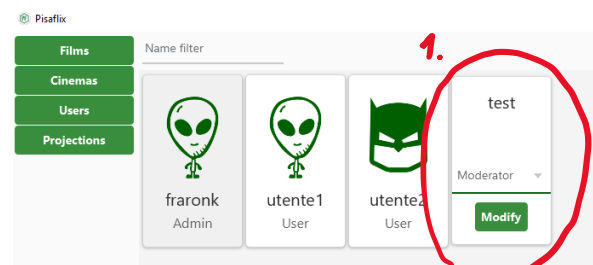 Pisaflix
Films
Cinemas
Users
Projections
Name filter
1.
fraronk
Admin
utente1
User
utente2
User
test
Moderator
Modify